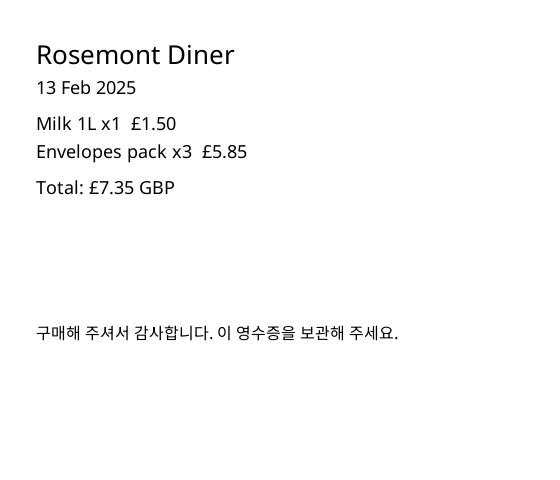 Rosemont Diner
13 Feb 2025
Milk 1L x1  £1.50
Envelopes pack x3  £5.85
Total: £7.35 GBP
구매해 주셔서 감사합니다. 이 영수증을 보관해 주세요.